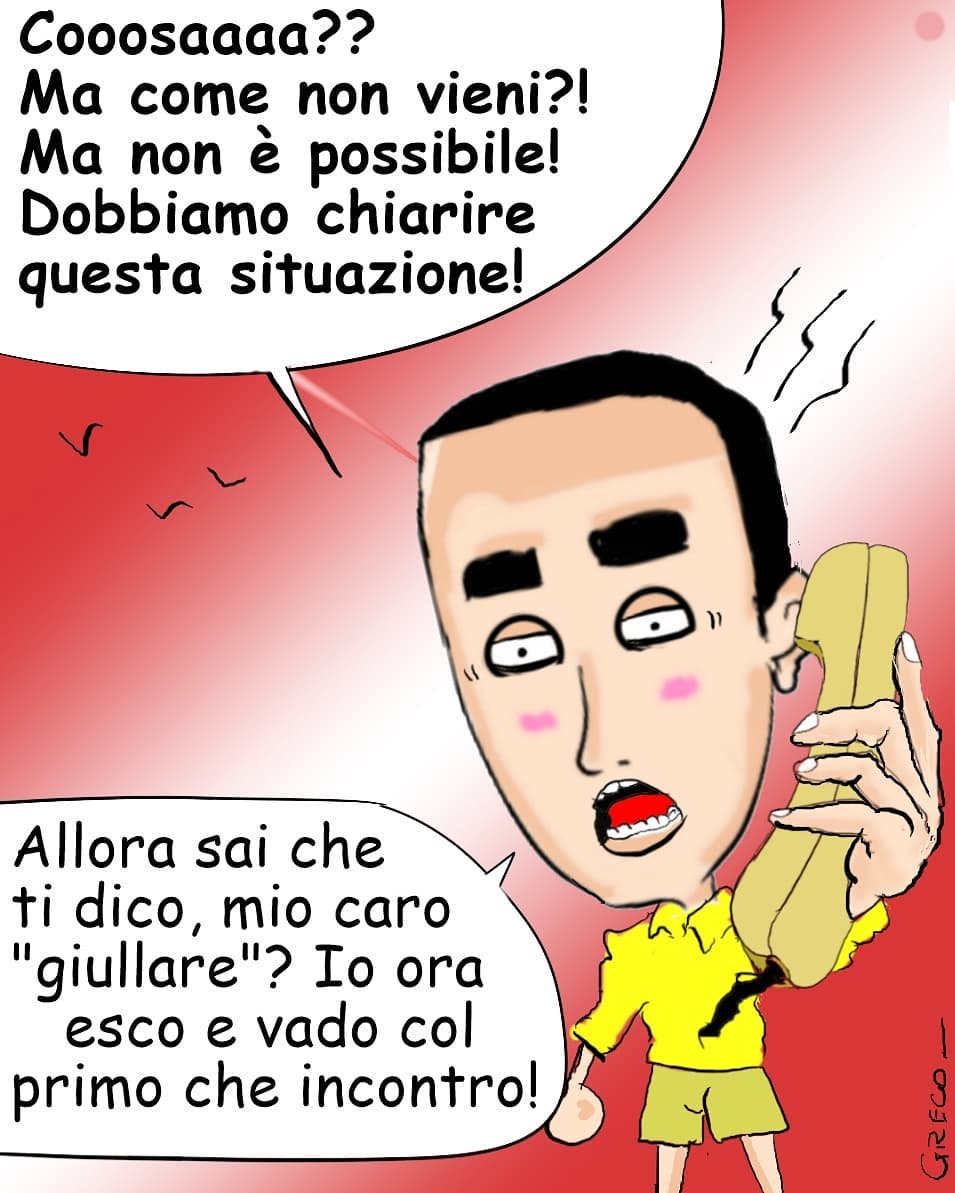 Cooosaaaa??
Ma come non vieni?!
Ma non è possibile!
Dobbiamo chiarire
questa situazione!
Allora sai che
ti dico, mio caro
"giullare"? Io ora
esco e vado col
primo che incontro!
GRECO